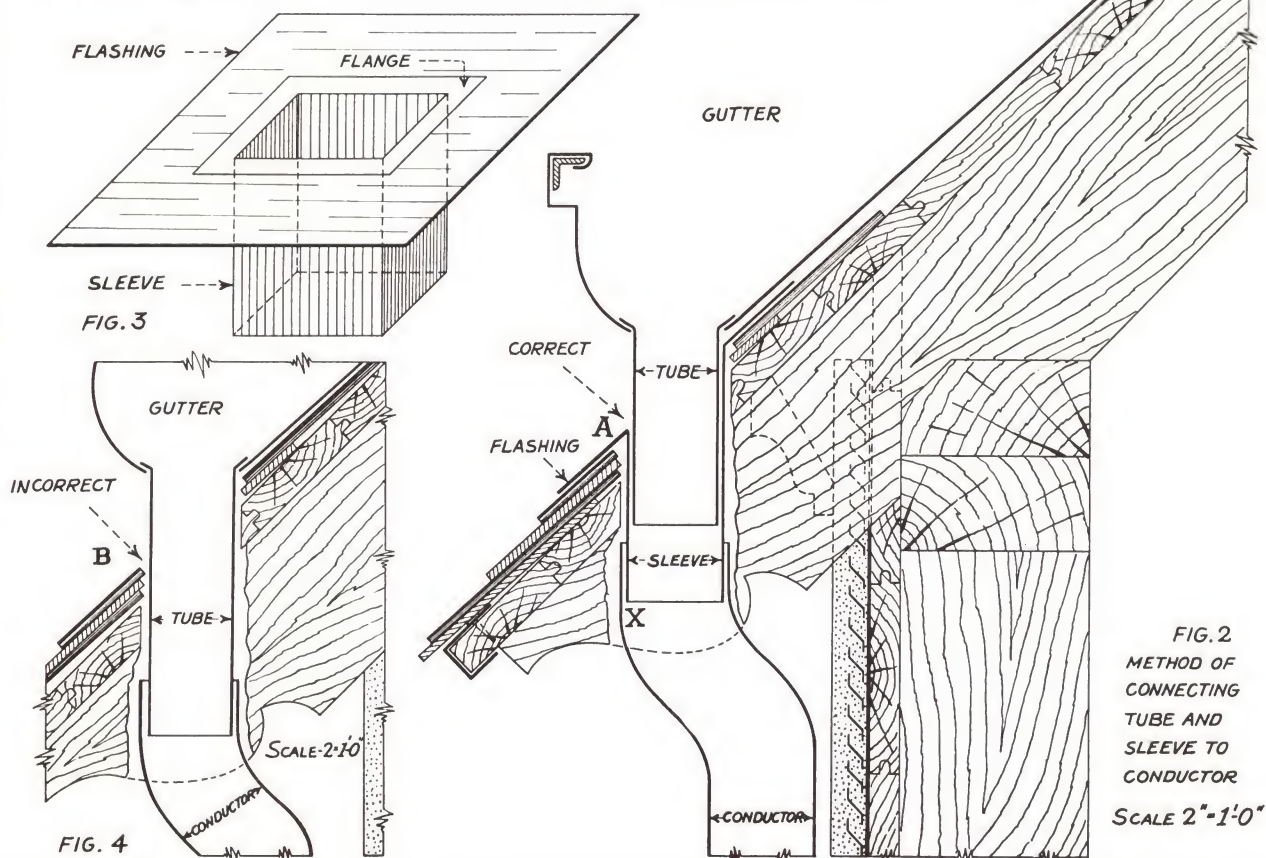 FLASHING
FLANGE
SLEEVE
FIG. 3
GUTTER
CORRECT
TUBE
A
FLASHING
SLEEVE
X
CONDUCTOR
FIG. 2
METHOD OF
CONNECTING
TUBE AND
SLEEVE TO
CONDUCTOR
SCALE 2"=1'-0"
GUTTER
INCORRECT
B
TUBE
SCALE-2"=1'-0"
CONDUCTOR
FIG. 4